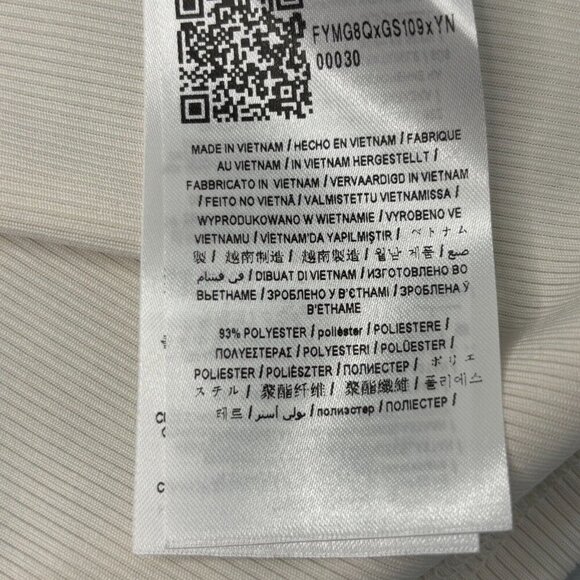 FYMG8QxGS109xYN
00030
MADE IN VIETNAM / HECHO EN VIETNAM / FABRIQUE
AU VIETNAM / IN VIETNAM HERGESTELLT /
FABBRICATO IN VIETNAM / VERVAARDIGD IN VIETNAM
/ FEITO NO VIETNÃ / VALMISTETTU VIETNAMISSA /
WYPRODUKOWANO W WIETNAMIE / VYROBENO VE
VIETNAMU / VİETNAM'DA YAPILMIŞTIR / ベトナム
製 / 越南制造 / 越南製造 / 월남 제품 / صنع
في فيتنام / DIBUAT DI VIETNAM / ИЗГОТОВЛЕНО ВО
ВЬЕТНАМЕ / ЗРОБЛЕНО У В'ЄТНАМІ / ЗРОБЛЕНА Ў
В'ЕТНАМЕ
93% POLYESTER / poliéster / POLIESTERE /
ΠΟΛΥΕΣΤΕΡΑΣ / POLYESTERI / POLÜESTER /
POLIESTER / POLIÉSZTER / ПОЛИЕСТЕР / ポリエ
ステル / 聚酯纤维 / 聚酯纖維 / 폴리에스
테르 / بولي أستر / полиэстер / ПОЛІЕСТЕР /